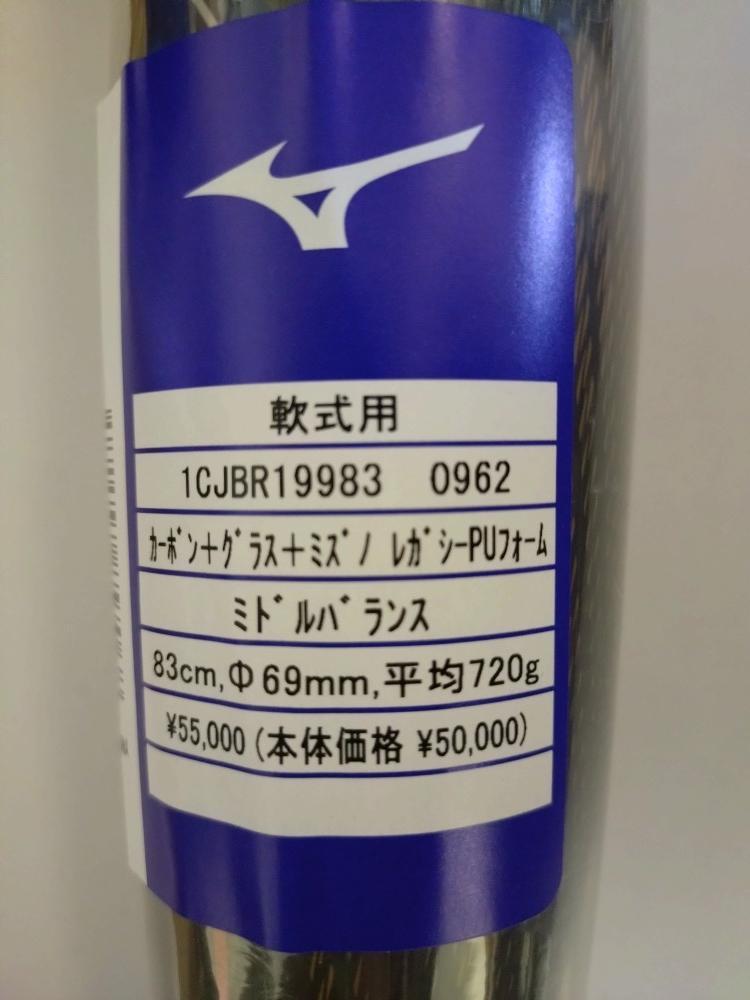 軟式用
1CJBR19983 0962
ｶｰﾎﾞﾝ＋ｸﾞﾗｽ＋ﾐｽﾞﾉ ﾚｶﾞｼｰPUﾌｫｰﾑ
ﾐﾄﾞﾙﾊﾞﾗﾝｽ
83cm,Φ69mm,平均720g
¥55,000 (本体価格 ¥50,000)